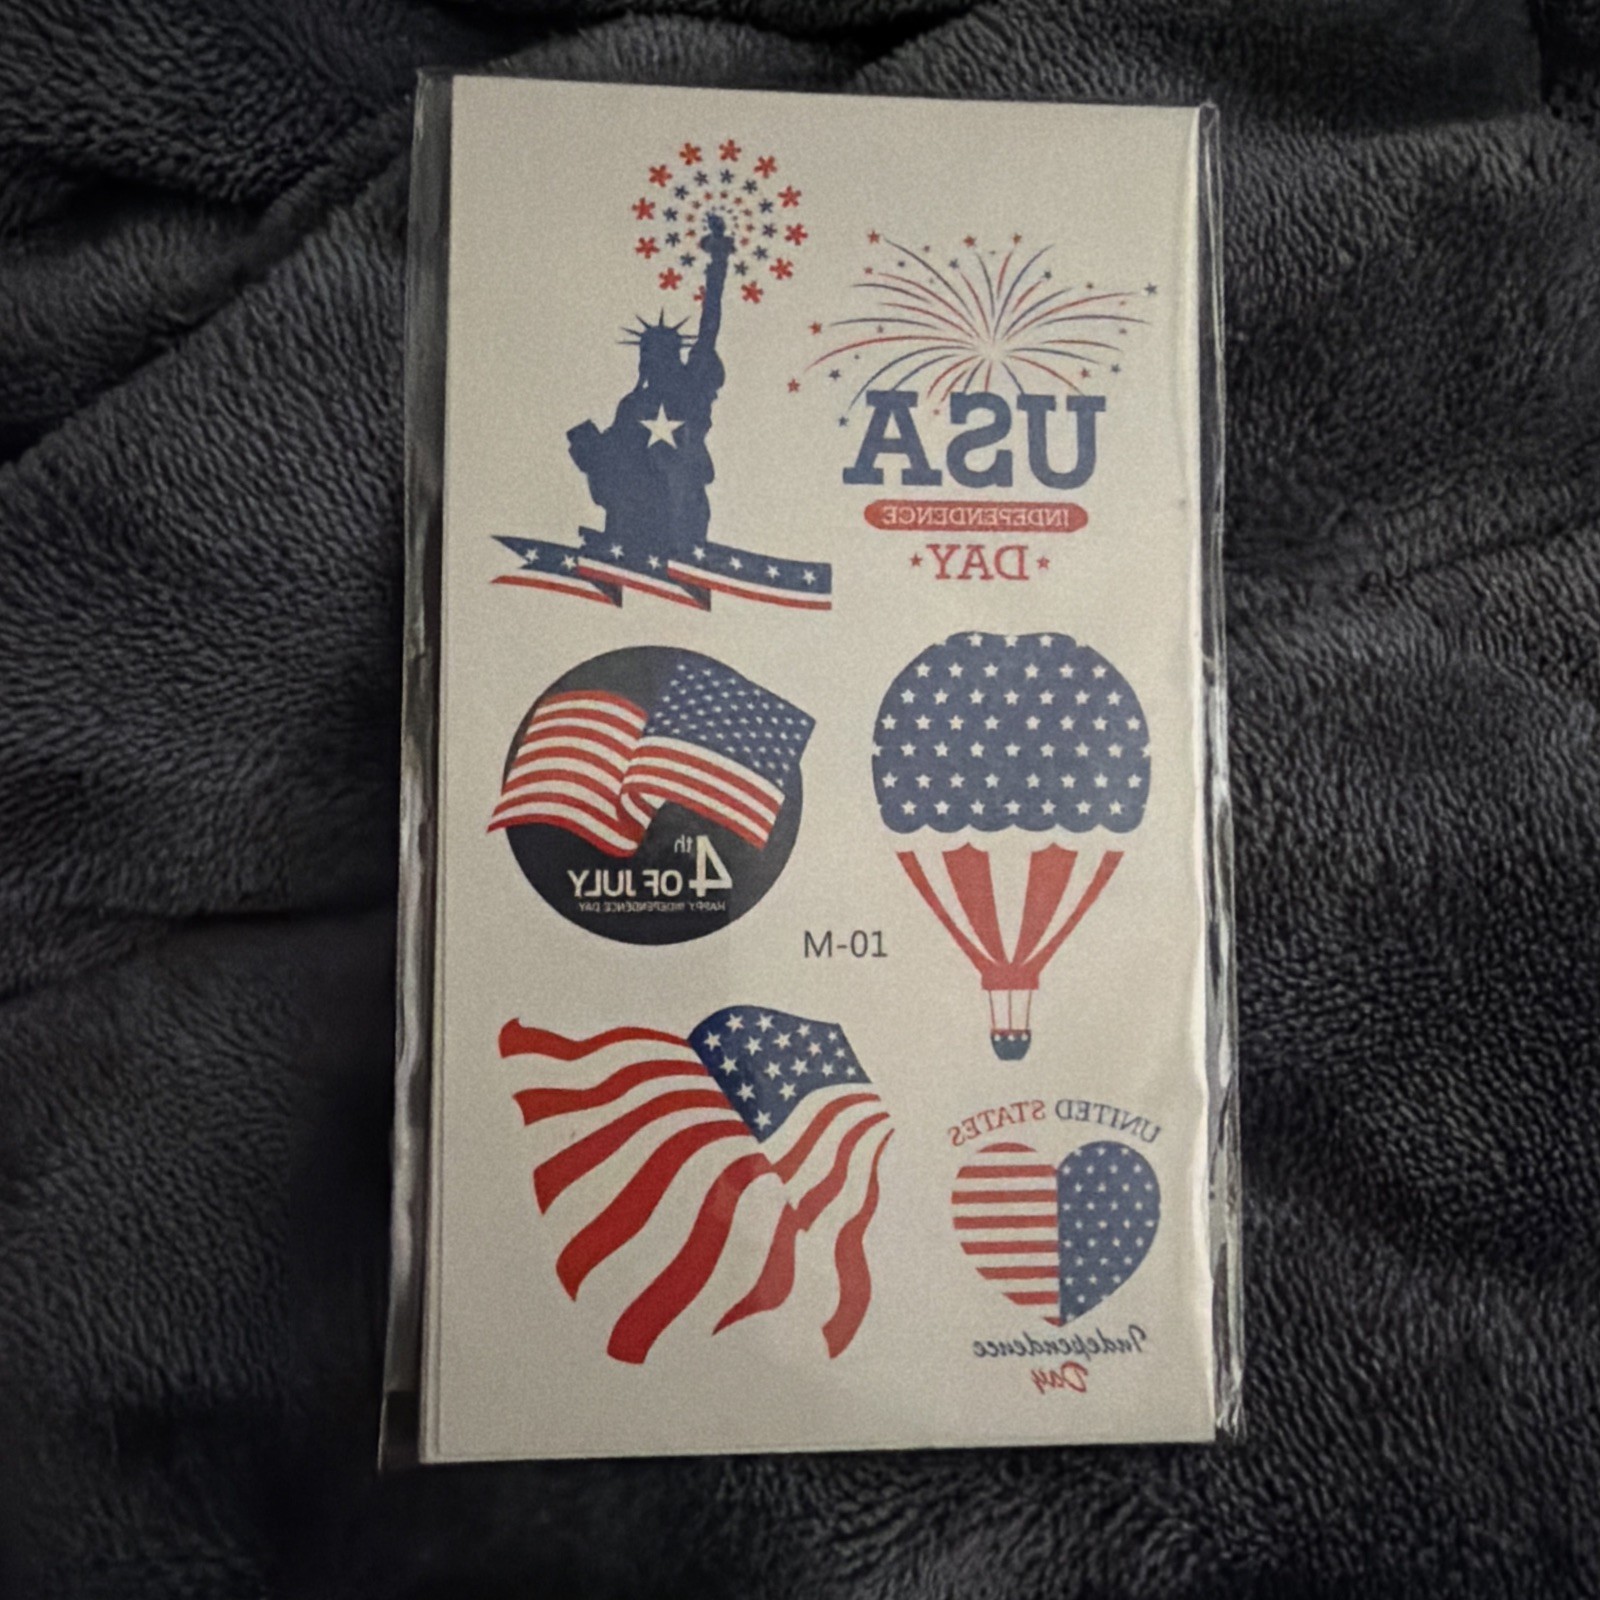 USA
INDEPENDENCE
DAY
4th
OF JULY
HAPPY INDEPENDENCE DAY
M-01
UNITED STATES
Independence
Day